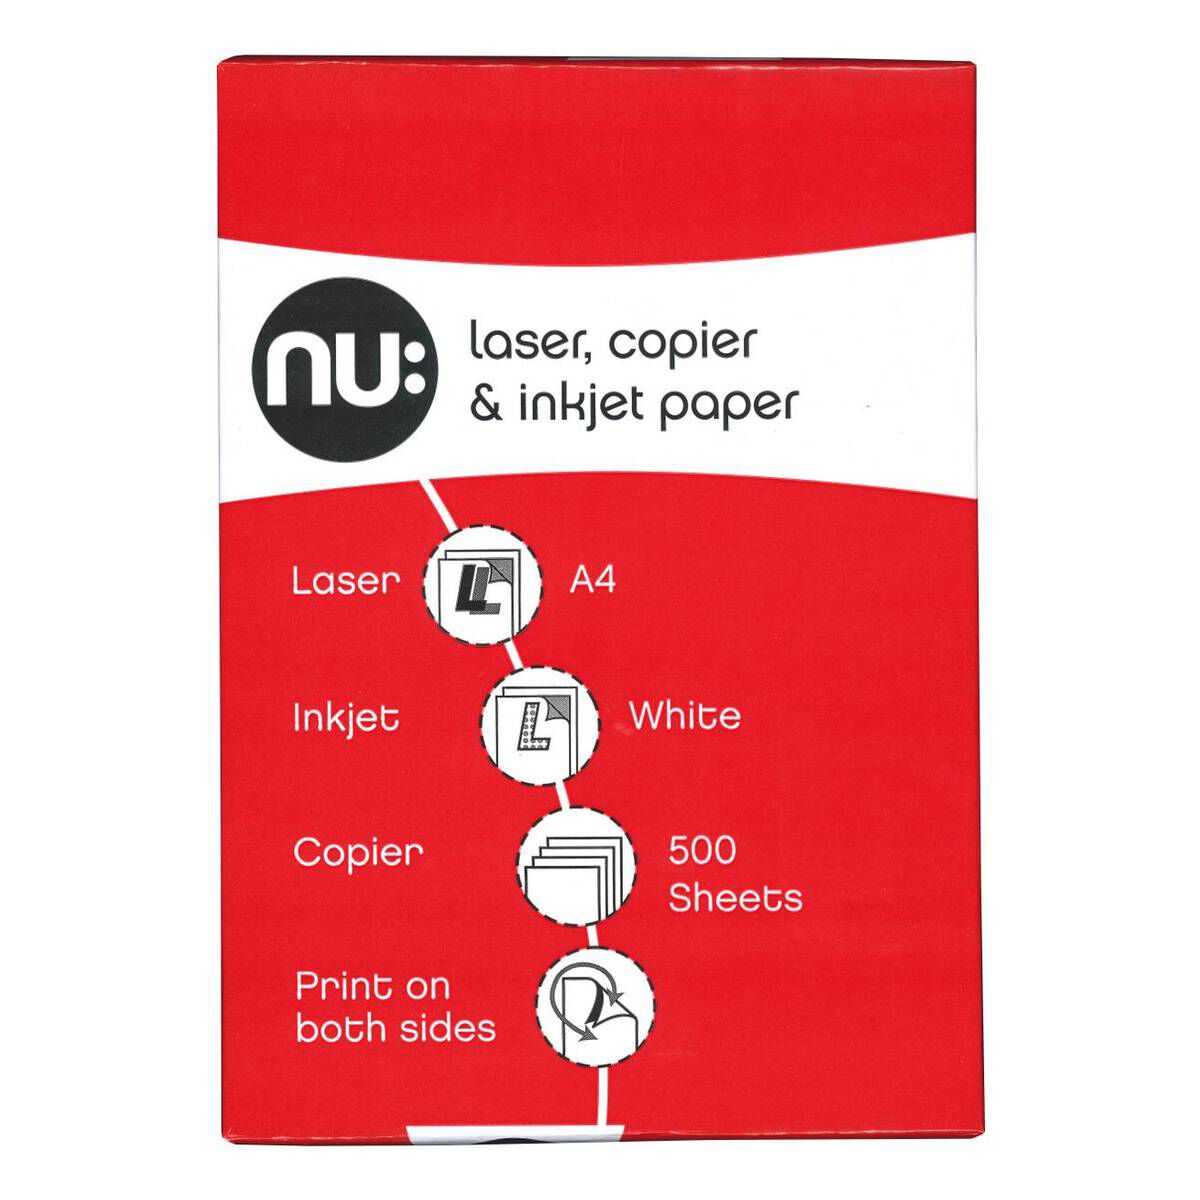 nu:
laser, copier
& inkjet paper
Laser
A4
Inkjet
White
Copier
500
Sheets
Print on
both sides